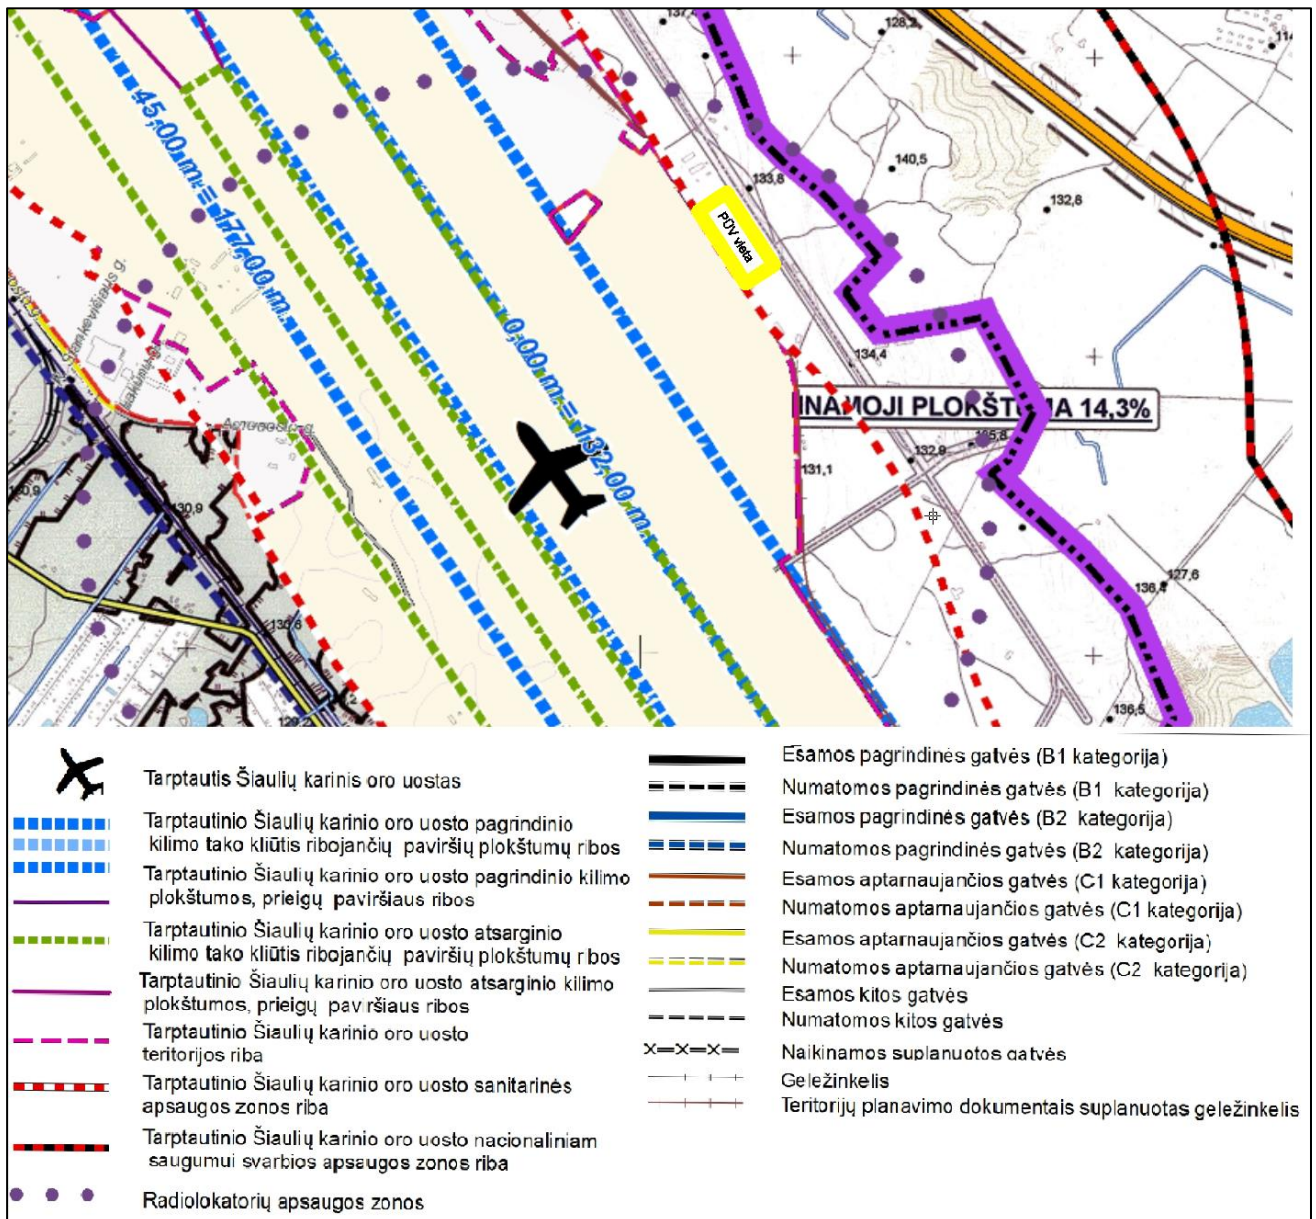 137,4
128,2
45,00 m. = 177,00 m.
140,5
133,8
132,8
PŪV vieta
0,00 m. = 132,00 m.
134,4
INAMOJI PLOKŠTUMA 14,3%
132,9
131,1
130,9
136,4
127,6
136,5
129,2
Tarptautis Šiaulių karinis oro uostas
Tarptautinio Šiaulių karinio oro uosto pagrindinio
kilimo tako kliūtis ribojančių paviršių plokštumų ribos
Tarptautinio Šiaulių karinio oro uosto pagrindinio kilimo
plokštumos, prieigų paviršiaus ribos
Tarptautinio Šiaulių karinio oro uosto atsarginio
kilimo tako kliūtis ribojančių paviršių plokštumų ribos
Tarptautinio Šiaulių karinio oro uosto atsarginio kilimo
plokštumos, prieigų paviršiaus ribos
Tarptautinio Šiaulių karinio oro uosto
teritorijos riba
Tarptautinio Šiaulių karinio oro uosto sanitarinės
apsaugos zonos riba
Tarptautinio Šiaulių karinio oro uosto nacionaliniam
saugumui svarbios apsaugos zonos riba
Radiolokatorių apsaugos zonos
Esamos pagrindinės gatvės (B1 kategorija)
Numatomos pagrindinės gatvės (B1 kategorija)
Esamos pagrindinės gatvės (B2 kategorija)
Numatomos pagrindinės gatvės (B2 kategorija)
Esamos aptarnaujančios gatvės (C1 kategorija)
Numatomos aptarnaujančios gatvės (C1 kategorija)
Esamos aptarnaujančios gatvės (C2 kategorija)
Numatomos aptarnaujančios gatvės (C2 kategorija)
Esamos kitos gatvės
Numatomos kitos gatvės
Naikinamos suplanuotos gatvės
Geležinkelis
Teritorijų planavimo dokumentais suplanuotas geležinkelis